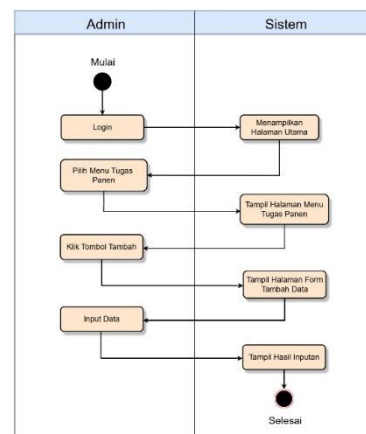 Admin
Sistem
Mulai
Login
Menampilkan
Halaman Utama
Pilih Menu Tugas
Panen
Tampil Halaman Menu
Tugas Panen
Klik Tombol Tambah
Tampil Halaman Form
Tambah Data
Input Data
Tampil Hasil Inputan
Selesai